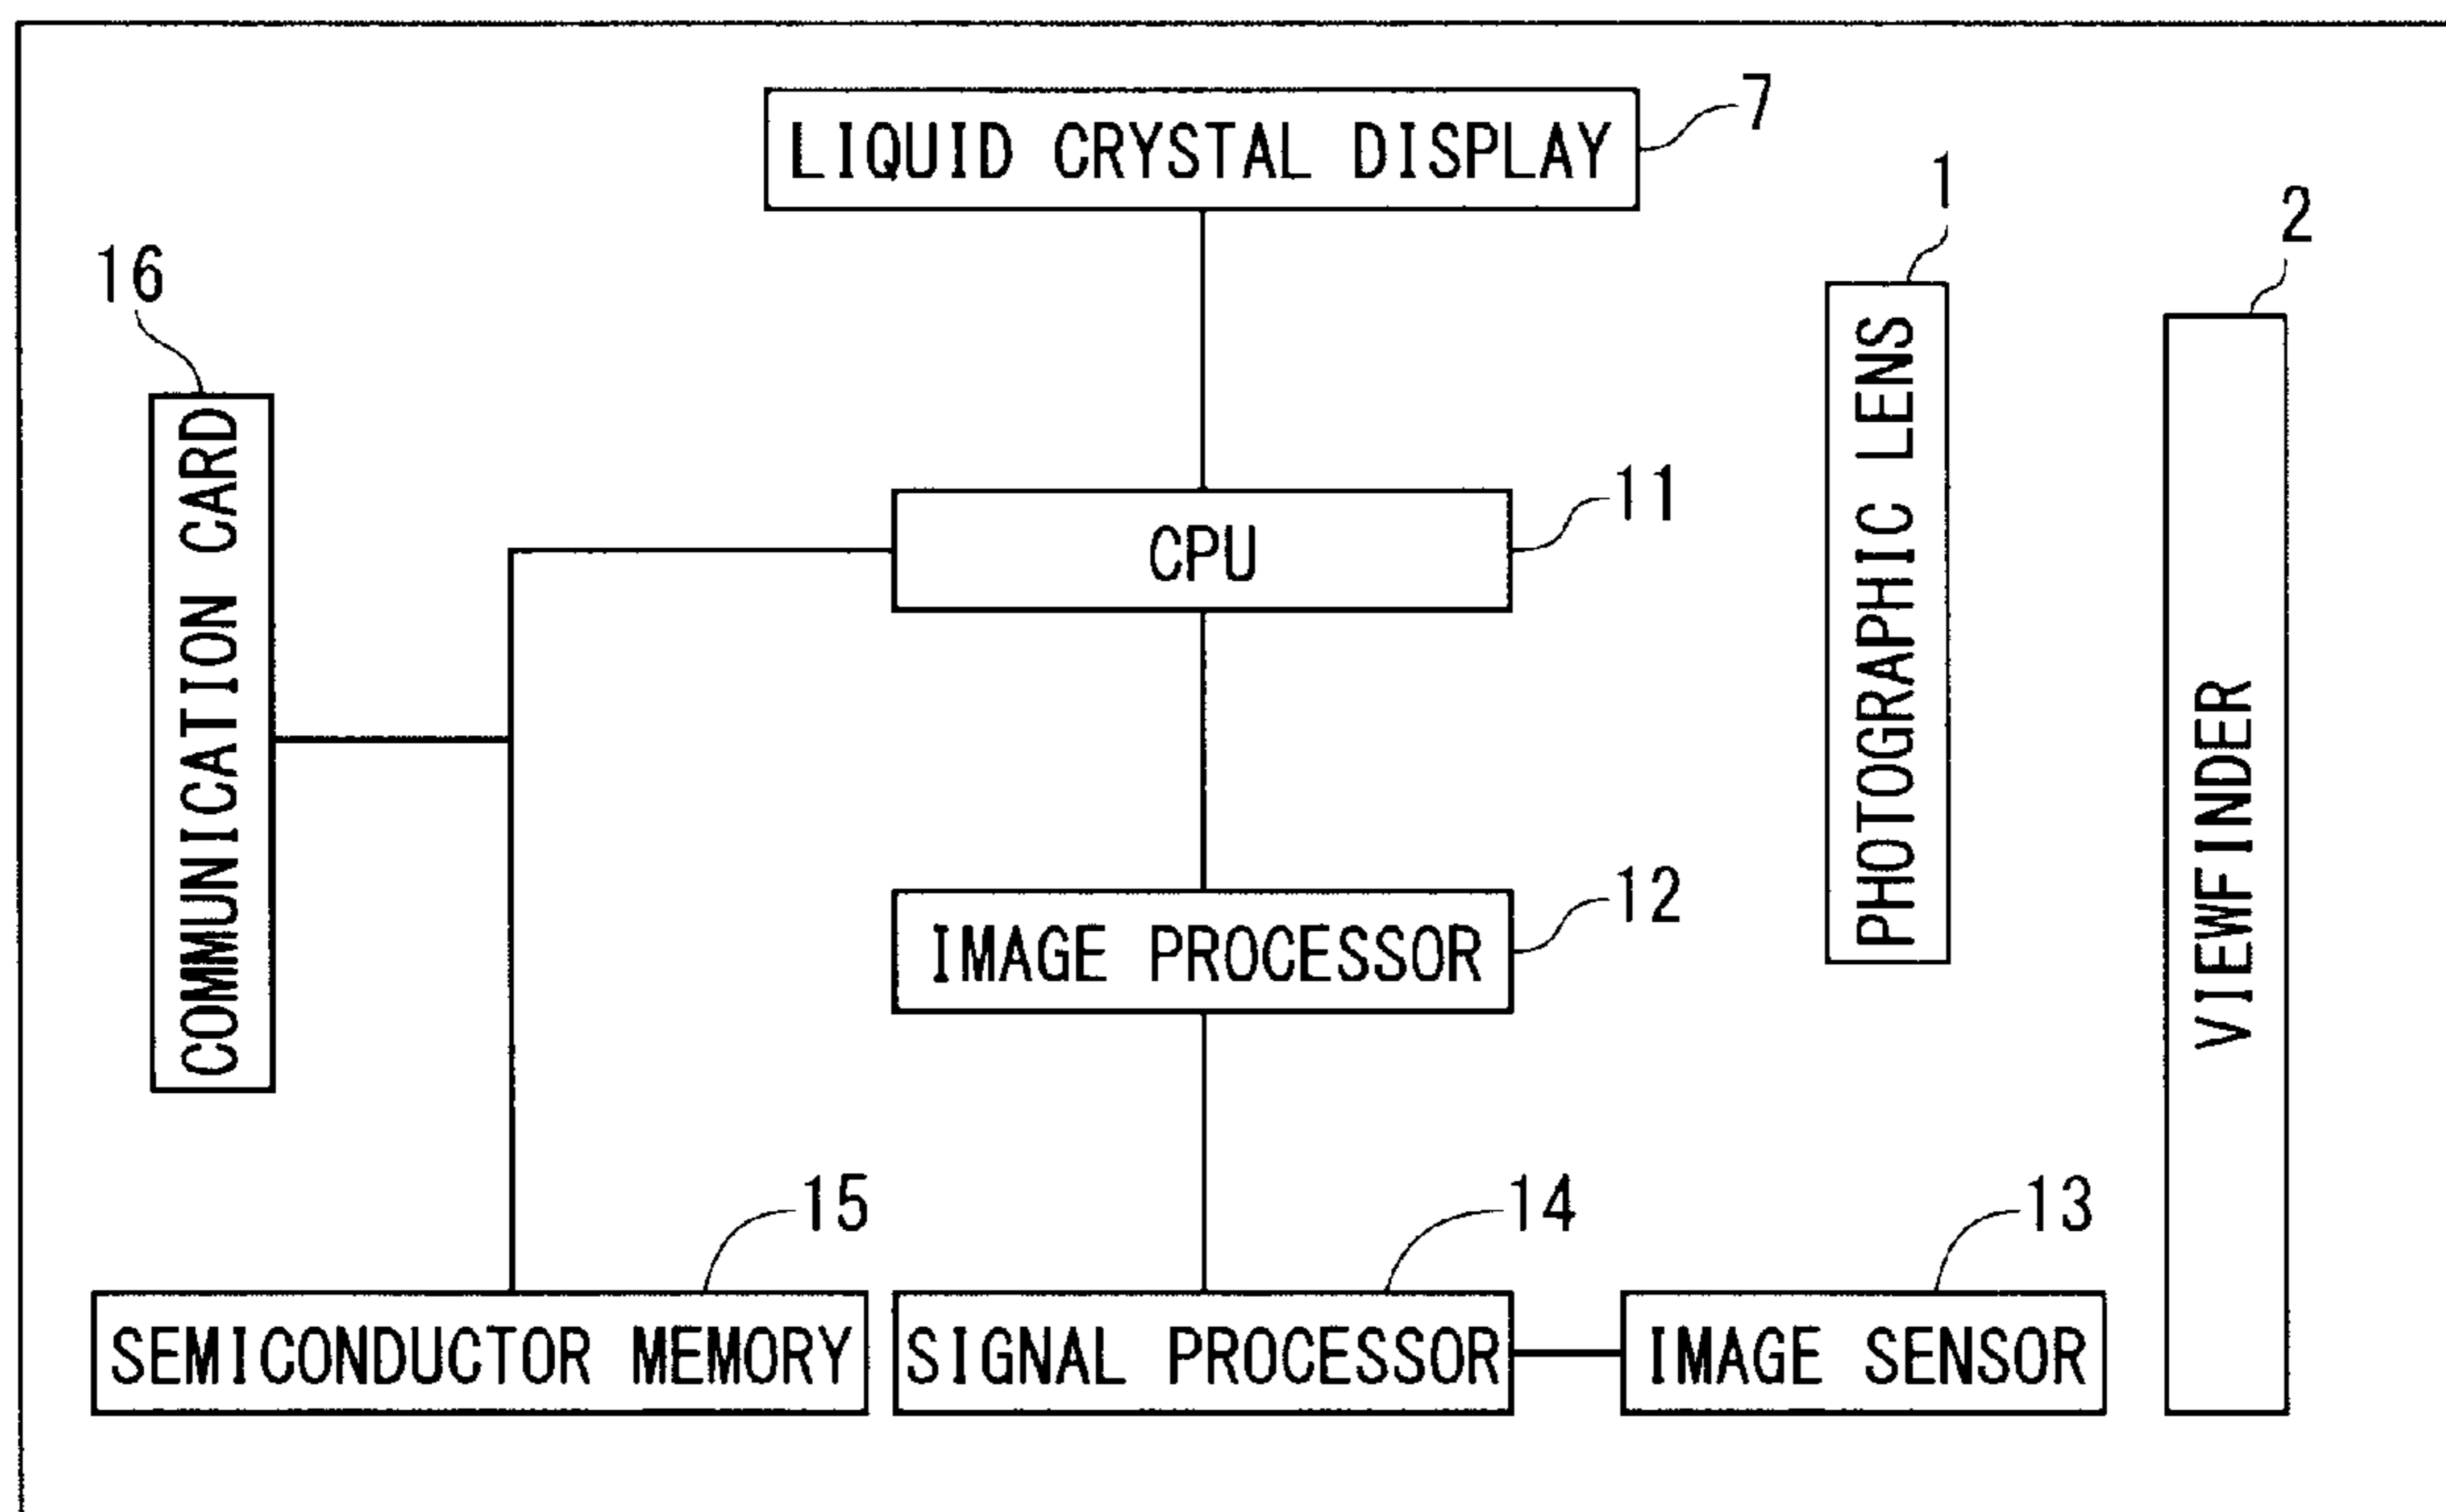 LIQUID CRYSTAL DISPLAY
7
1
2
16
COMMUNICATION CARD
PHOTOGRAPHIC LENS
VIEWFINDER
CPU
11
IMAGE PROCESSOR
12
15
14
13
SEMICONDUCTOR MEMORY
SIGNAL PROCESSOR
IMAGE SENSOR